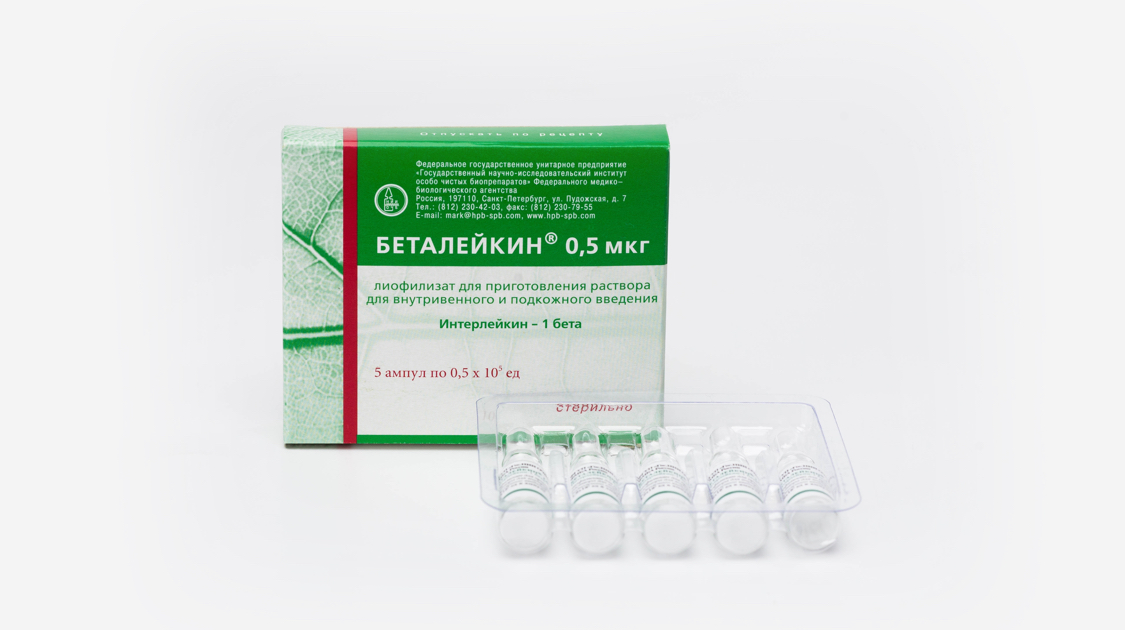 Отпускать по рецепту
Федеральное государственное унитарное предприятие
«Государственный научно-исследовательский институт
особо чистых биопрепаратов» Федерального медико–
биологического агентства
Россия, 197110, Санкт-Петербург, ул. Пудожская, д. 7
Тел.: (812) 230-42-03, факс: (812) 230-79-55
E-mail: mark@hpb-spb.com, www.hpb-spb.com
БЕТАЛЕЙКИН® 0,5 мкг
лиофилизат для приготовления раствора
для внутривенного и подкожного введения
Интерлейкин – 1 бета
5 ампул по 0,5 x 10⁵ ед
стерильно